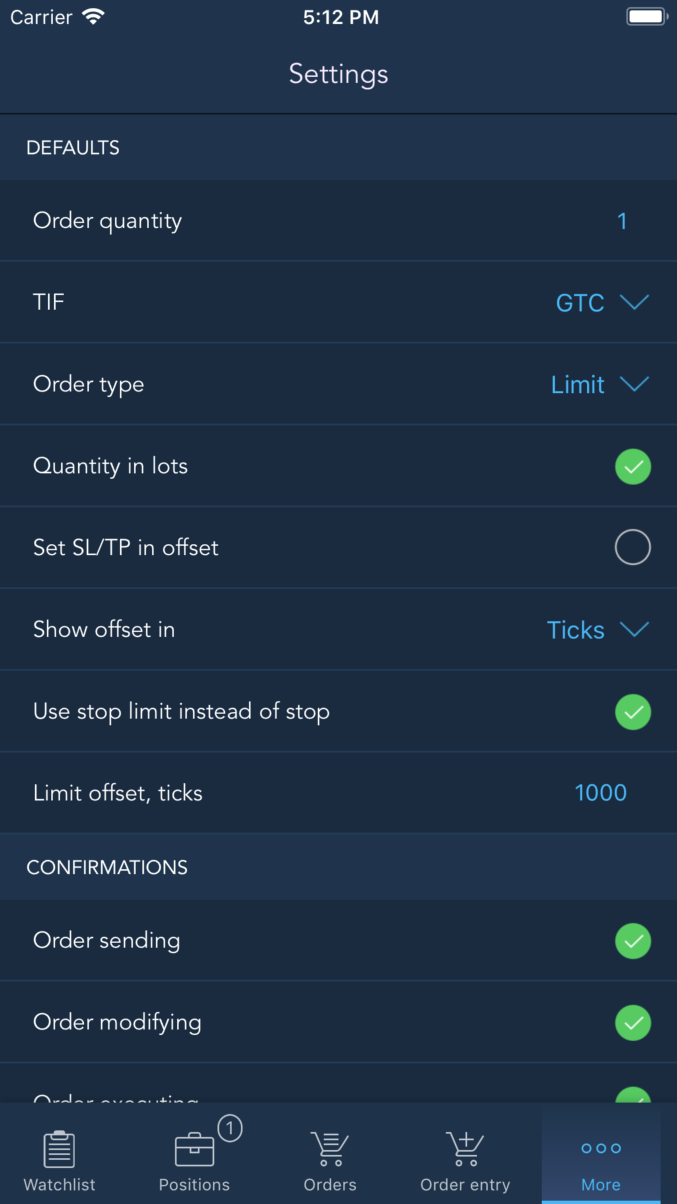 Carrier 5:12 PM
Settings
DEFAULTS
Order quantity 1
TIF GTC
Order type Limit
Quantity in lots
Set SL/TP in offset
Show offset in Ticks
Use stop limit instead of stop
Limit offset, ticks 1000
CONFIRMATIONS
Order sending
Order modifying
Order executing
1
Watchlist Positions Orders Order entry More